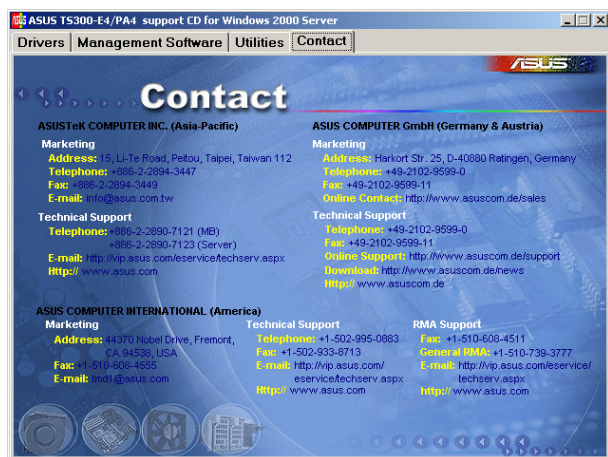 ASUS TS300-E4/PA4 support CD for Windows 2000 Server
Drivers Management Software Utilities Contact
ASUS
Contact
ASUSTeK COMPUTER INC. (Asia-Pacific)
Marketing
Address: 15, Li-Te Road, Peitou, Taipei, Taiwan 112
Telephone: +886-2-2894-3447
Fax: +886-2-2894-3449
E-mail: info@asus.com.tw
Technical Support
Telephone: +886-2-2890-7121 (MB)
+886-2-2890-7123 (Server)
E-mail: http://vip.asus.com/eservice/techserv.aspx
Http:// www.asus.com
ASUS COMPUTER GmbH (Germany & Austria)
Marketing
Address: Harkort Str. 25, D-40880 Ratingen, Germany
Telephone: +49-2102-9599-0
Fax: +49-2102-9599-11
Online Contact: http://www.asuscom.de/sales
Technical Support
Telephone: +49-2102-9599-0
Fax: +49-2102-9599-11
Online Support: http://www.asuscom.de/support
Download: http://www.asuscom.de/news
Http:// www.asuscom.de
ASUS COMPUTER INTERNATIONAL (America)
Marketing
Address: 44370 Nobel Drive, Fremont,
CA 94538, USA
Fax: +1-510-608-4555
E-mail: tmd1@asus.com
Technical Support
Telephone: +1-502-995-0883
Fax: +1-502-933-8713
E-mail: http://vip.asus.com/
eservice/techserv.aspx
Http:// www.asus.com
RMA Support
Fax: +1-510-608-4511
General RMA: +1-510-739-3777
E-mail: http://vip.asus.com/eservice/
techserv.aspx
http:// www.asus.com